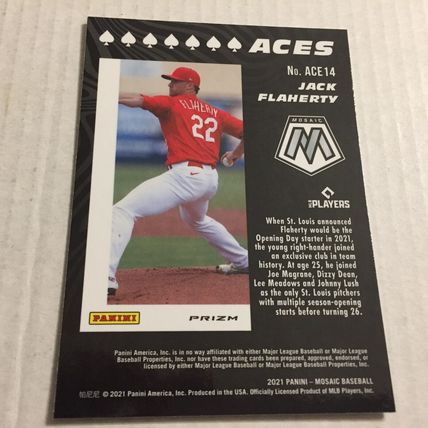 ACES
No. ACE14
JACK
FLAHERTY
MOSAIC
M
MLB PLAYERS
FLAHERTY
22
When St. Louis announced
Flaherty would be the
Opening Day starter in 2021,
the young right-hander joined
an exclusive club in team
history. At age 25, he joined
Joe Magrane, Dizzy Dean,
Lee Meadows and Johnny Lush
as the only St. Louis pitchers
with multiple season-opening
starts before turning 26.
PANINI
PRIZM
Panini America, Inc. is in no way affiliated with either Major League Baseball or Major League
Baseball Properties, Inc., nor have these trading cards been prepared, approved, endorsed, or
licensed by either Major League Baseball or Major League Baseball Properties, Inc.
2021 PANINI – MOSAIC BASEBALL
帕尼尼 © 2021 Panini America, Inc. Produced in the USA. Officially Licensed Product of MLB Players, Inc.